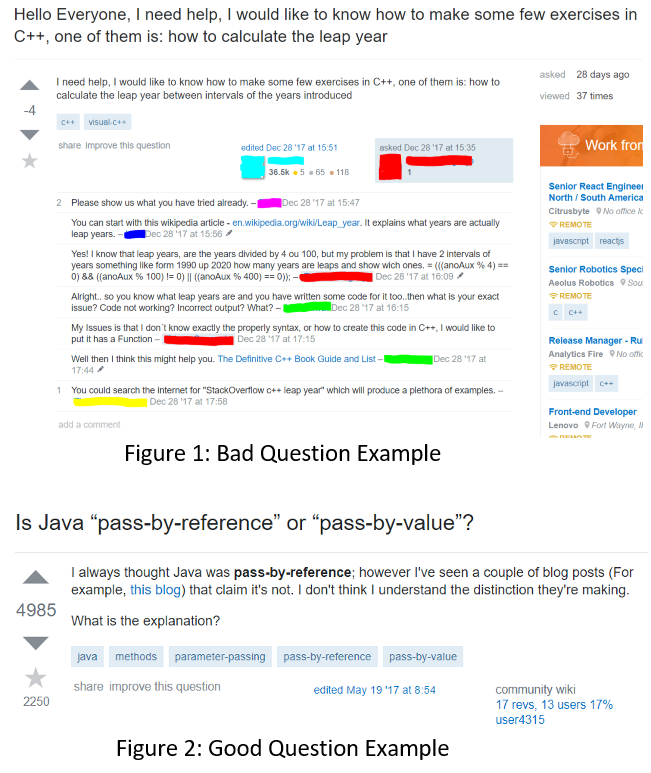 Hello Everyone, I need help, I would like to know how to make some few exercises in
C++, one of them is: how to calculate the leap year
asked 28 days ago
viewed 37 times
-4
I need help, I would like to know how to make some few exercises in C++, one of them is: how to
calculate the leap year between intervals of the years introduced
c++ visual-c++
share improve this question
edited Dec 28 '17 at 15:51
36.5k 5 65 118
asked Dec 28 '17 at 15:35
1
2 Please show us what you have tried already. – Dec 28 '17 at 15:47
You can start with this wikipedia article - en.wikipedia.org/wiki/Leap_year. It explains what years are actually
leap years. – Dec 28 '17 at 15:56
Yes! I know that leap years, are the years divided by 4 ou 100, but my problem is that I have 2 intervals of
years something like form 1990 up 2020 how many years are leaps and show wich ones. = (((anoAux % 4) ==
0) && ((anoAux % 100) != 0) || ((anoAux % 400) == 0)); – Dec 28 '17 at 16:09
Alright.. so you know what leap years are and you have written some code for it too..then what is your exact
issue? Code not working? Incorrect output? What? – Dec 28 '17 at 16:15
My Issues is that I don´t know exactly the properly syntax, or how to create this code in C++, I would like to
put it has a Function – Dec 28 '17 at 17:15
Well then I think this might help you. The Definitive C++ Book Guide and List – Dec 28 '17 at
17:44
1 You could search the internet for "StackOverflow c++ leap year" which will produce a plethora of examples. –
Dec 28 '17 at 17:58
add a comment
Work from
Senior React Engineer
North / South America
Citrusbyte No office lo
REMOTE
javascript reactjs
Senior Robotics Speci
Aeolus Robotics Sou
REMOTE
c c++
Release Manager - Ru
Analytics Fire No offic
REMOTE
javascript c++
Front-end Developer
Lenovo Fort Wayne, I
REMOTE
Figure 1: Bad Question Example
Is Java “pass-by-reference” or “pass-by-value”?
4985
2250
I always thought Java was pass-by-reference; however I've seen a couple of blog posts (For
example, this blog) that claim it's not. I don't think I understand the distinction they're making.
What is the explanation?
java methods parameter-passing pass-by-reference pass-by-value
share improve this question
edited May 19 '17 at 8:54
community wiki
17 revs, 13 users 17%
user4315
Figure 2: Good Question Example